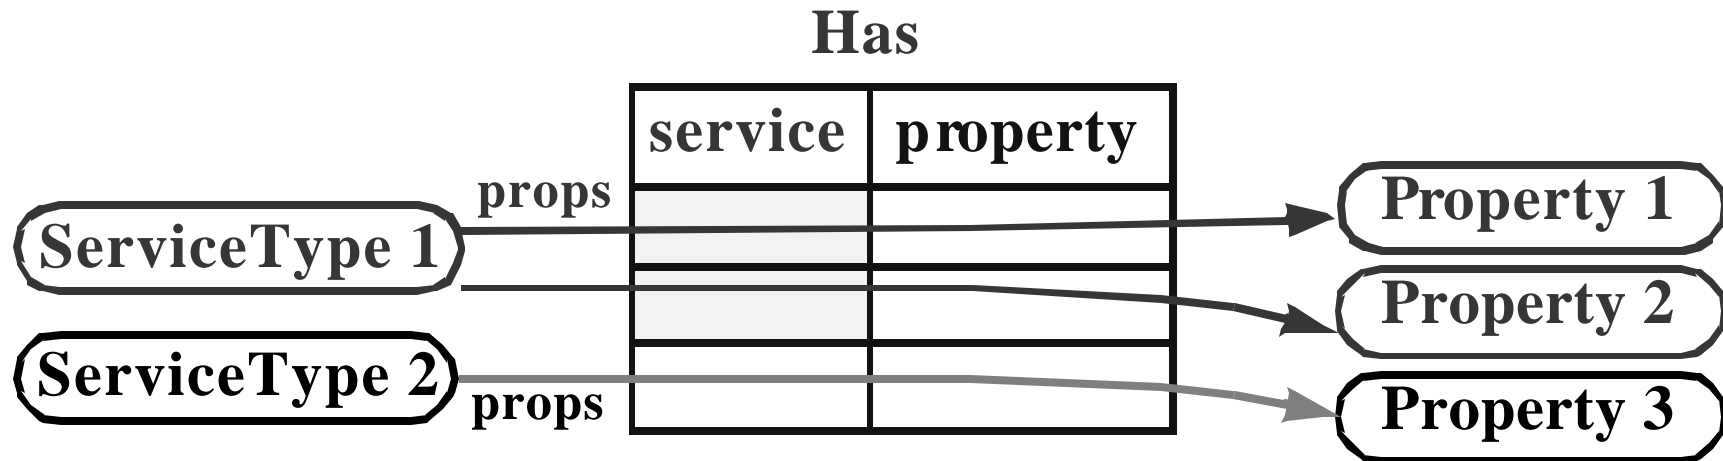 Has
service property
props
ServiceType 1
Property 1
Property 2
ServiceType 2
props
Property 3